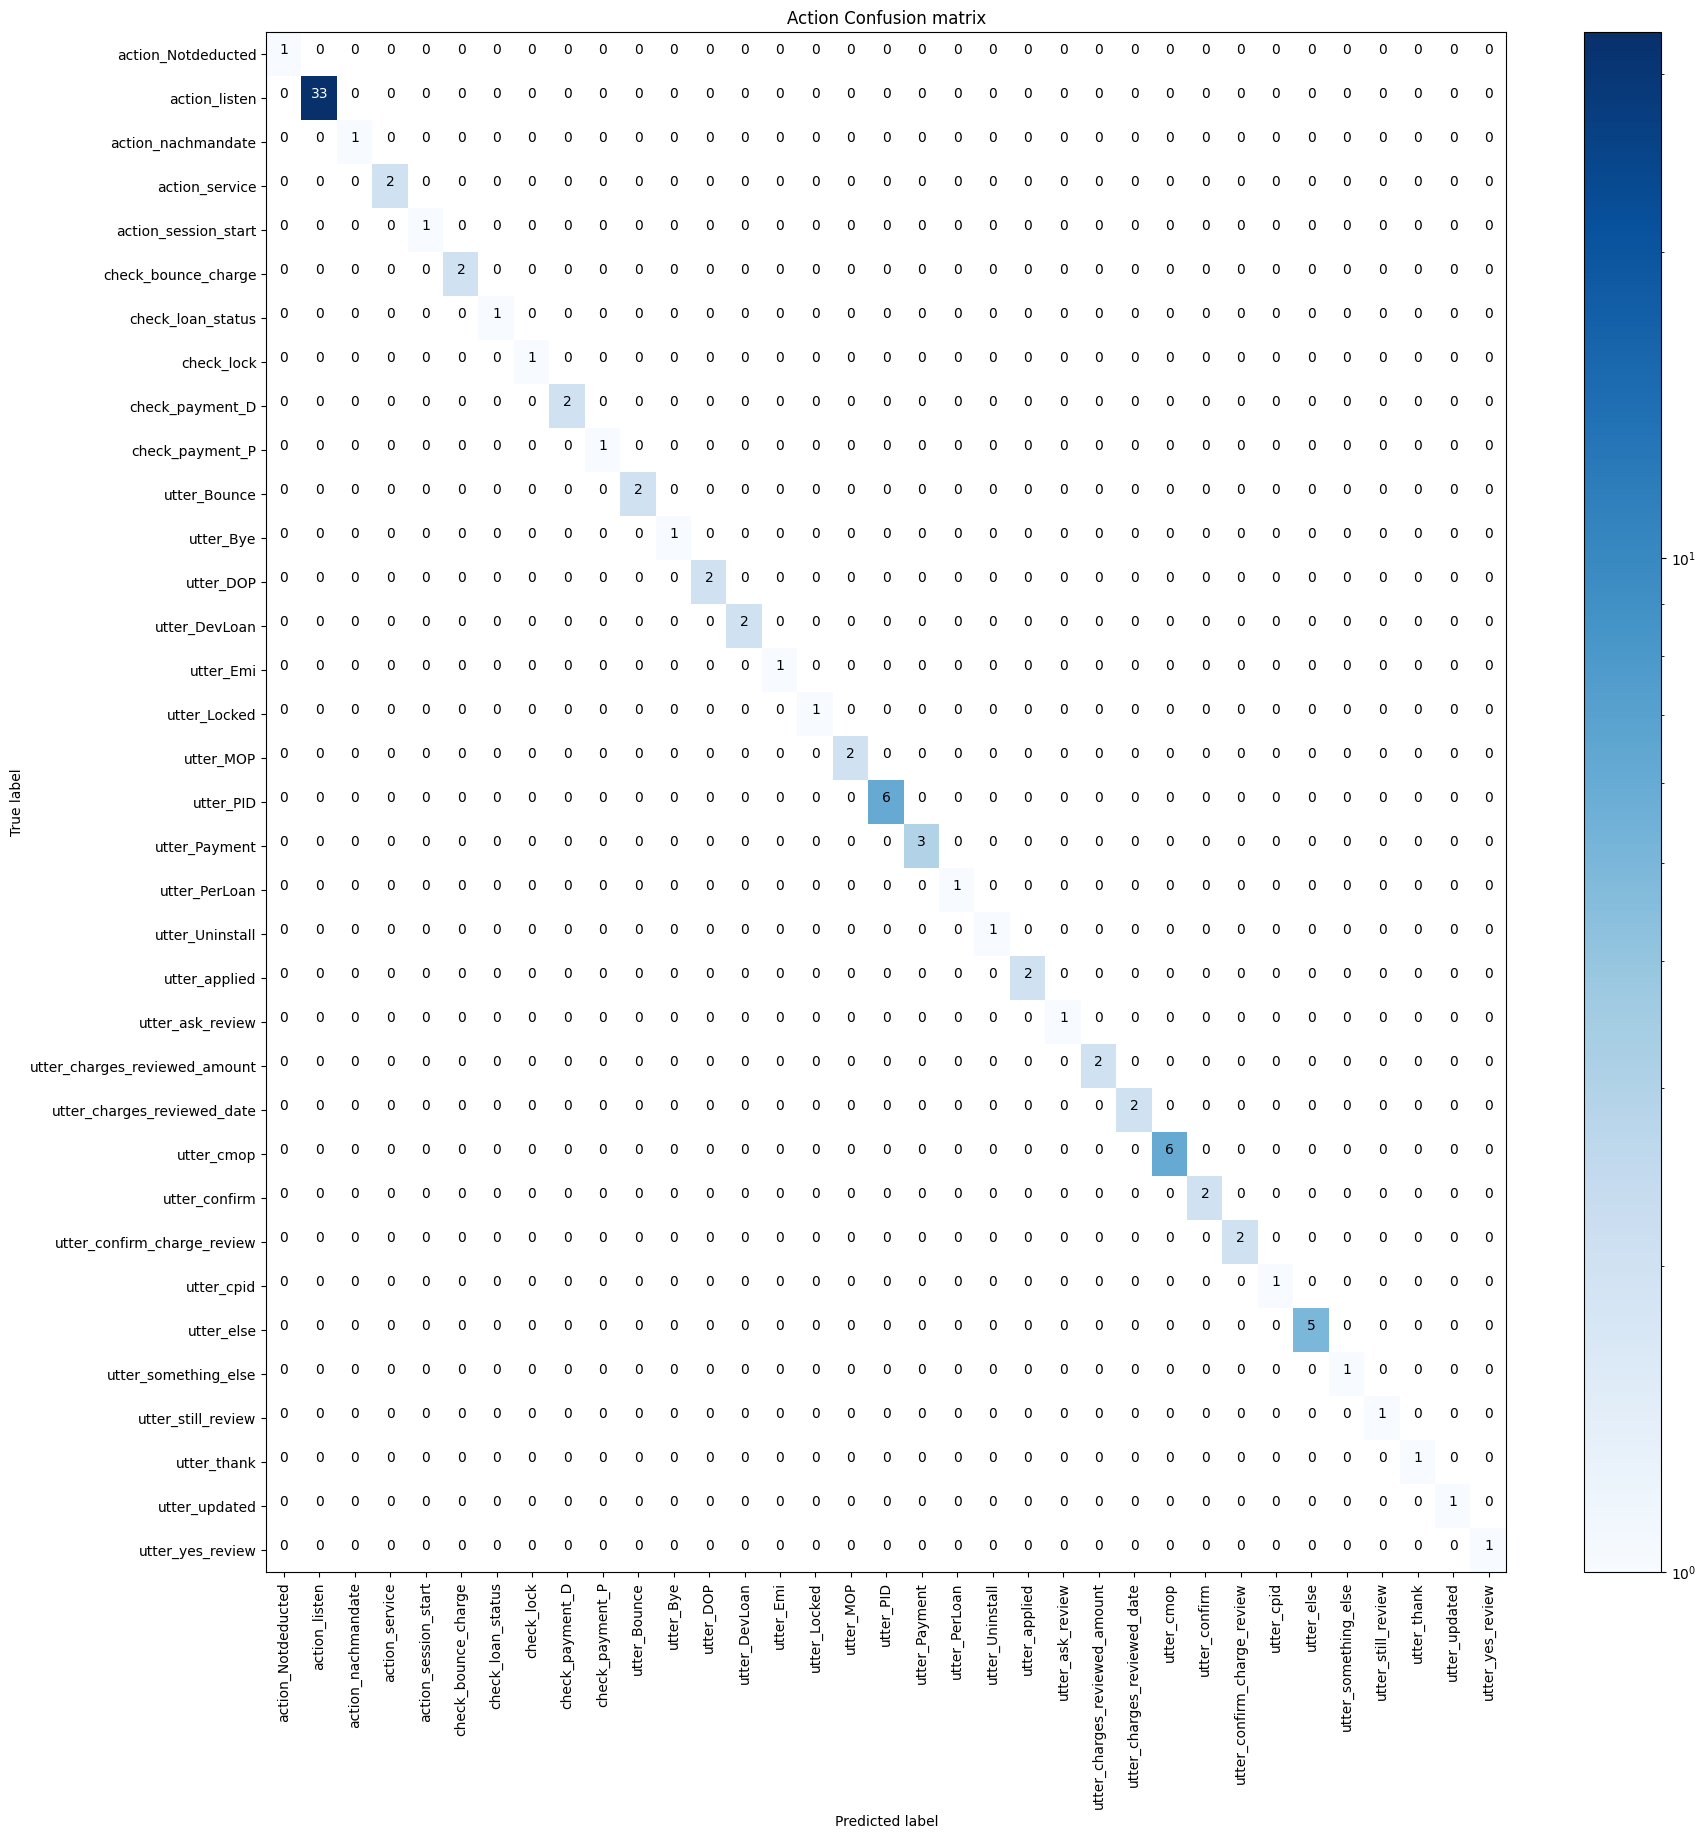 Action Confusion matrix
action_Notdeducted 1 0 0 0 0 0 0 0 0 0 0 0 0 0 0 0 0 0 0 0 0 0 0 0 0 0 0 0 0 0 0 0 0 0 0
action_listen 0 33 0 0 0 0 0 0 0 0 0 0 0 0 0 0 0 0 0 0 0 0 0 0 0 0 0 0 0 0 0 0 0 0 0
action_nachmandate 0 0 1 0 0 0 0 0 0 0 0 0 0 0 0 0 0 0 0 0 0 0 0 0 0 0 0 0 0 0 0 0 0 0 0
action_service 0 0 0 2 0 0 0 0 0 0 0 0 0 0 0 0 0 0 0 0 0 0 0 0 0 0 0 0 0 0 0 0 0 0 0
action_session_start 0 0 0 0 1 0 0 0 0 0 0 0 0 0 0 0 0 0 0 0 0 0 0 0 0 0 0 0 0 0 0 0 0 0 0
check_bounce_charge 0 0 0 0 0 2 0 0 0 0 0 0 0 0 0 0 0 0 0 0 0 0 0 0 0 0 0 0 0 0 0 0 0 0 0
check_loan_status 0 0 0 0 0 0 1 0 0 0 0 0 0 0 0 0 0 0 0 0 0 0 0 0 0 0 0 0 0 0 0 0 0 0 0
check_lock 0 0 0 0 0 0 0 1 0 0 0 0 0 0 0 0 0 0 0 0 0 0 0 0 0 0 0 0 0 0 0 0 0 0 0
check_payment_D 0 0 0 0 0 0 0 0 2 0 0 0 0 0 0 0 0 0 0 0 0 0 0 0 0 0 0 0 0 0 0 0 0 0 0
check_payment_P 0 0 0 0 0 0 0 0 0 1 0 0 0 0 0 0 0 0 0 0 0 0 0 0 0 0 0 0 0 0 0 0 0 0 0
utter_Bounce 0 0 0 0 0 0 0 0 0 0 2 0 0 0 0 0 0 0 0 0 0 0 0 0 0 0 0 0 0 0 0 0 0 0 0
utter_Bye 0 0 0 0 0 0 0 0 0 0 0 1 0 0 0 0 0 0 0 0 0 0 0 0 0 0 0 0 0 0 0 0 0 0 0
utter_DOP 0 0 0 0 0 0 0 0 0 0 0 0 2 0 0 0 0 0 0 0 0 0 0 0 0 0 0 0 0 0 0 0 0 0 0
utter_DevLoan 0 0 0 0 0 0 0 0 0 0 0 0 0 2 0 0 0 0 0 0 0 0 0 0 0 0 0 0 0 0 0 0 0 0 0
utter_Emi 0 0 0 0 0 0 0 0 0 0 0 0 0 0 1 0 0 0 0 0 0 0 0 0 0 0 0 0 0 0 0 0 0 0 0
utter_Locked 0 0 0 0 0 0 0 0 0 0 0 0 0 0 0 1 0 0 0 0 0 0 0 0 0 0 0 0 0 0 0 0 0 0 0
utter_MOP 0 0 0 0 0 0 0 0 0 0 0 0 0 0 0 0 2 0 0 0 0 0 0 0 0 0 0 0 0 0 0 0 0 0 0
utter_PID 0 0 0 0 0 0 0 0 0 0 0 0 0 0 0 0 0 6 0 0 0 0 0 0 0 0 0 0 0 0 0 0 0 0 0
utter_Payment 0 0 0 0 0 0 0 0 0 0 0 0 0 0 0 0 0 0 3 0 0 0 0 0 0 0 0 0 0 0 0 0 0 0 0
utter_PerLoan 0 0 0 0 0 0 0 0 0 0 0 0 0 0 0 0 0 0 0 1 0 0 0 0 0 0 0 0 0 0 0 0 0 0 0
utter_Uninstall 0 0 0 0 0 0 0 0 0 0 0 0 0 0 0 0 0 0 0 0 1 0 0 0 0 0 0 0 0 0 0 0 0 0 0
utter_applied 0 0 0 0 0 0 0 0 0 0 0 0 0 0 0 0 0 0 0 0 0 2 0 0 0 0 0 0 0 0 0 0 0 0 0
utter_ask_review 0 0 0 0 0 0 0 0 0 0 0 0 0 0 0 0 0 0 0 0 0 0 1 0 0 0 0 0 0 0 0 0 0 0 0
utter_charges_reviewed_amount 0 0 0 0 0 0 0 0 0 0 0 0 0 0 0 0 0 0 0 0 0 0 0 2 0 0 0 0 0 0 0 0 0 0 0
utter_charges_reviewed_date 0 0 0 0 0 0 0 0 0 0 0 0 0 0 0 0 0 0 0 0 0 0 0 0 2 0 0 0 0 0 0 0 0 0 0
utter_cmop 0 0 0 0 0 0 0 0 0 0 0 0 0 0 0 0 0 0 0 0 0 0 0 0 0 6 0 0 0 0 0 0 0 0 0
utter_confirm 0 0 0 0 0 0 0 0 0 0 0 0 0 0 0 0 0 0 0 0 0 0 0 0 0 0 2 0 0 0 0 0 0 0 0
utter_confirm_charge_review 0 0 0 0 0 0 0 0 0 0 0 0 0 0 0 0 0 0 0 0 0 0 0 0 0 0 0 2 0 0 0 0 0 0 0
utter_cpid 0 0 0 0 0 0 0 0 0 0 0 0 0 0 0 0 0 0 0 0 0 0 0 0 0 0 0 0 1 0 0 0 0 0 0
utter_else 0 0 0 0 0 0 0 0 0 0 0 0 0 0 0 0 0 0 0 0 0 0 0 0 0 0 0 0 0 5 0 0 0 0 0
utter_something_else 0 0 0 0 0 0 0 0 0 0 0 0 0 0 0 0 0 0 0 0 0 0 0 0 0 0 0 0 0 0 1 0 0 0 0
utter_still_review 0 0 0 0 0 0 0 0 0 0 0 0 0 0 0 0 0 0 0 0 0 0 0 0 0 0 0 0 0 0 0 1 0 0 0
utter_thank 0 0 0 0 0 0 0 0 0 0 0 0 0 0 0 0 0 0 0 0 0 0 0 0 0 0 0 0 0 0 0 0 1 0 0
utter_updated 0 0 0 0 0 0 0 0 0 0 0 0 0 0 0 0 0 0 0 0 0 0 0 0 0 0 0 0 0 0 0 0 0 1 0
utter_yes_review 0 0 0 0 0 0 0 0 0 0 0 0 0 0 0 0 0 0 0 0 0 0 0 0 0 0 0 0 0 0 0 0 0 0 1
True label
action_Notdeducted
action_listen
action_nachmandate
action_service
action_session_start
check_bounce_charge
check_loan_status
check_lock
check_payment_D
check_payment_P
utter_Bounce
utter_Bye
utter_DOP
utter_DevLoan
utter_Emi
utter_Locked
utter_MOP
utter_PID
utter_Payment
utter_PerLoan
utter_Uninstall
utter_applied
utter_ask_review
utter_charges_reviewed_amount
utter_charges_reviewed_date
utter_cmop
utter_confirm
utter_confirm_charge_review
utter_cpid
utter_else
utter_something_else
utter_still_review
utter_thank
utter_updated
utter_yes_review
Predicted label
10¹
10⁰